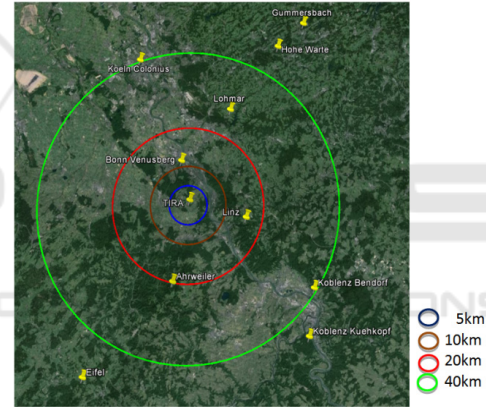 Gummersbach
Hohe Warte
Koeln Colonius
Lohmar
Bonn Venusberg
TIRA
Linz
Ahrweiler
Koblenz Bendorf
Koblenz Kuehkopf
Eifel
5km
10km
20km
40km